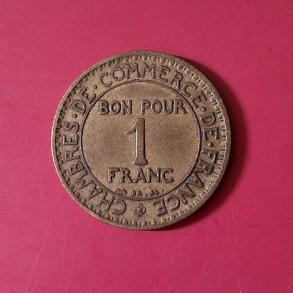 CHAMBRES·DE·COMMERCE·DE·FRANCE
BON POUR
1
FRANC